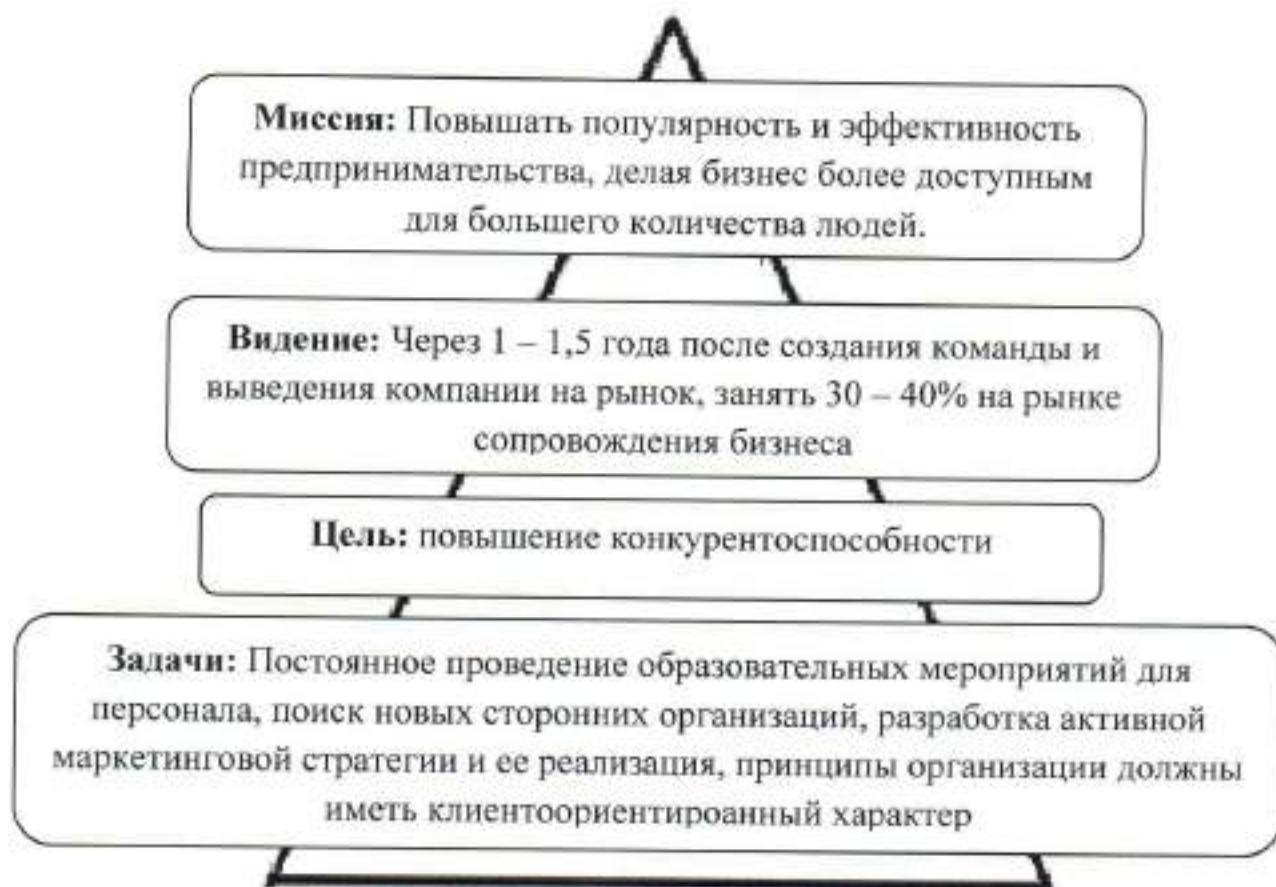 Миссия: Повышать популярность и эффективность
предпринимательства, делая бизнес более доступным
для большего количества людей.
Видение: Через 1 – 1,5 года после создания команды и
выведения компании на рынок, занять 30 – 40% на рынке
сопровождения бизнеса
Цель: повышение конкурентоспособности
Задачи: Постоянное проведение образовательных мероприятий для
персонала, поиск новых сторонних организаций, разработка активной
маркетинговой стратегии и ее реализация, принципы организации должны
иметь клиентоориентироанный характер